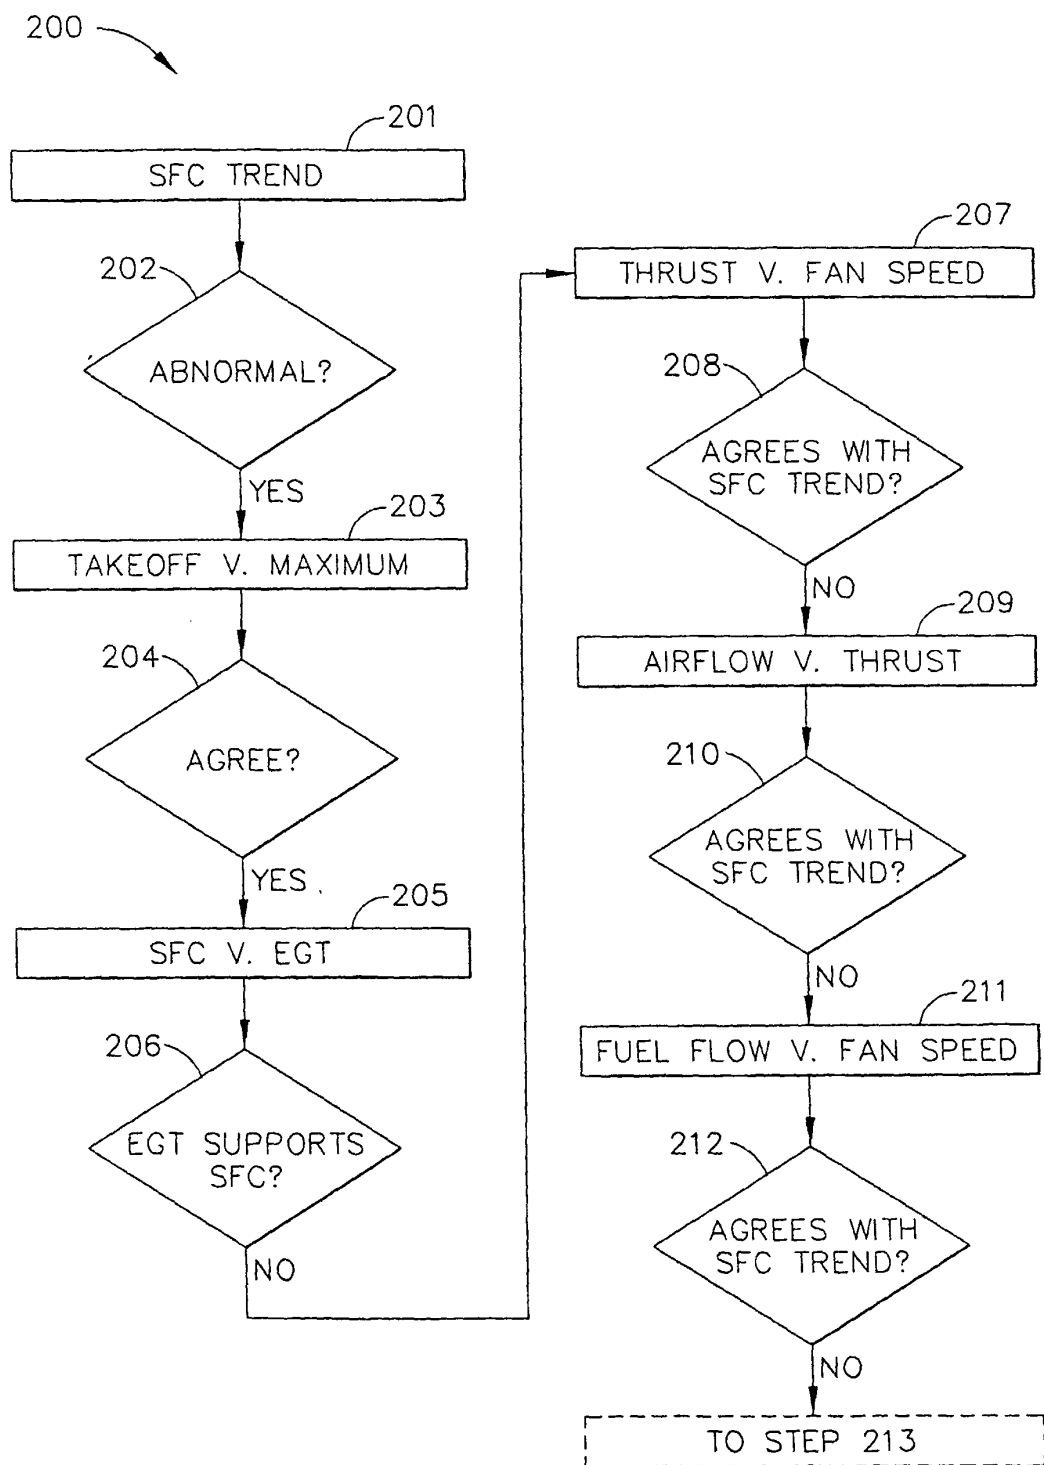 200
201
SFC TREND
202
ABNORMAL?
YES
203
TAKEOFF V. MAXIMUM
204
AGREE?
YES
205
SFC V. EGT
206
EGT SUPPORTS
SFC?
NO
207
THRUST V. FAN SPEED
208
AGREES WITH
SFC TREND?
NO
209
AIRFLOW V. THRUST
210
AGREES WITH
SFC TREND?
NO
211
FUEL FLOW V. FAN SPEED
212
AGREES WITH
SFC TREND?
NO
TO STEP 213